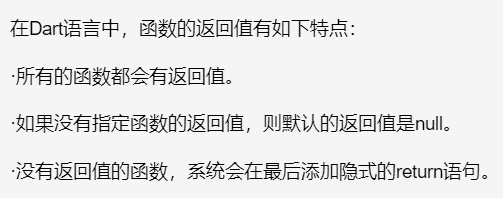 在Dart语言中，函数的返回值有如下特点：
·所有的函数都会有返回值。
·如果没有指定函数的返回值，则默认的返回值是null。
·没有返回值的函数，系统会在最后添加隐式的return语句。